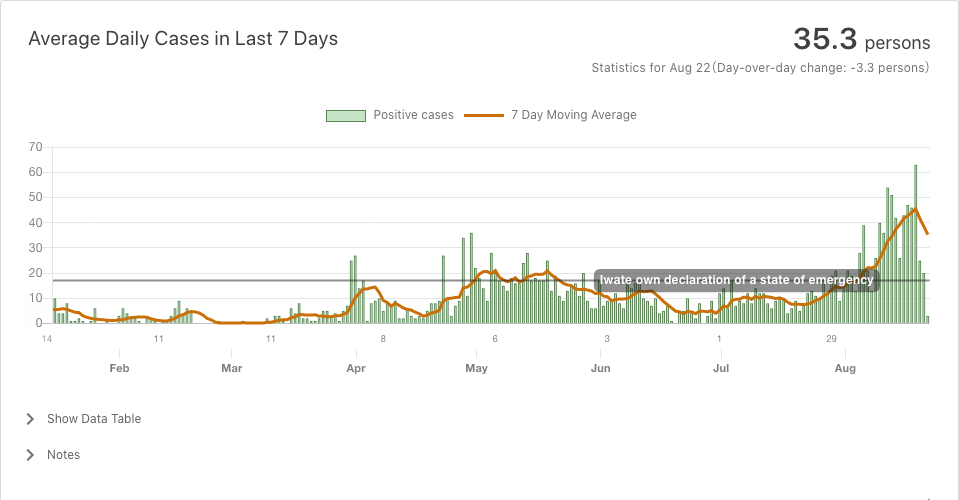 Average Daily Cases in Last 7 Days
35.3 persons
Statistics for Aug 22(Day-over-day change: -3.3 persons)
Positive cases
7 Day Moving Average
70
60
50
40
30
20
10
0
Iwate own declaration of a state of emergency
14 11 11 8 6 3 1 29
Feb Mar Apr May Jun Jul Aug
Show Data Table
Notes